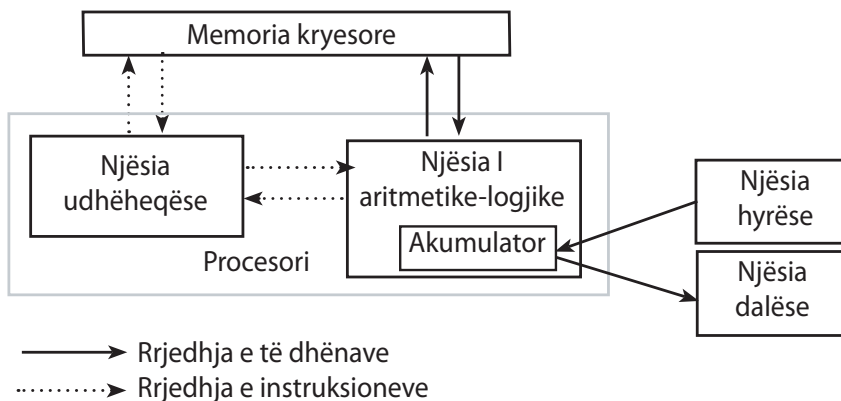 Memoria kryesore
Njësia
udhëheqëse
Njësia I
aritmetike-logjike
Akumulator
Procesori
Njësia
hyrëse
Njësia
dalëse
Rrjedhja e të dhënave
Rrjedhja e instruksioneve